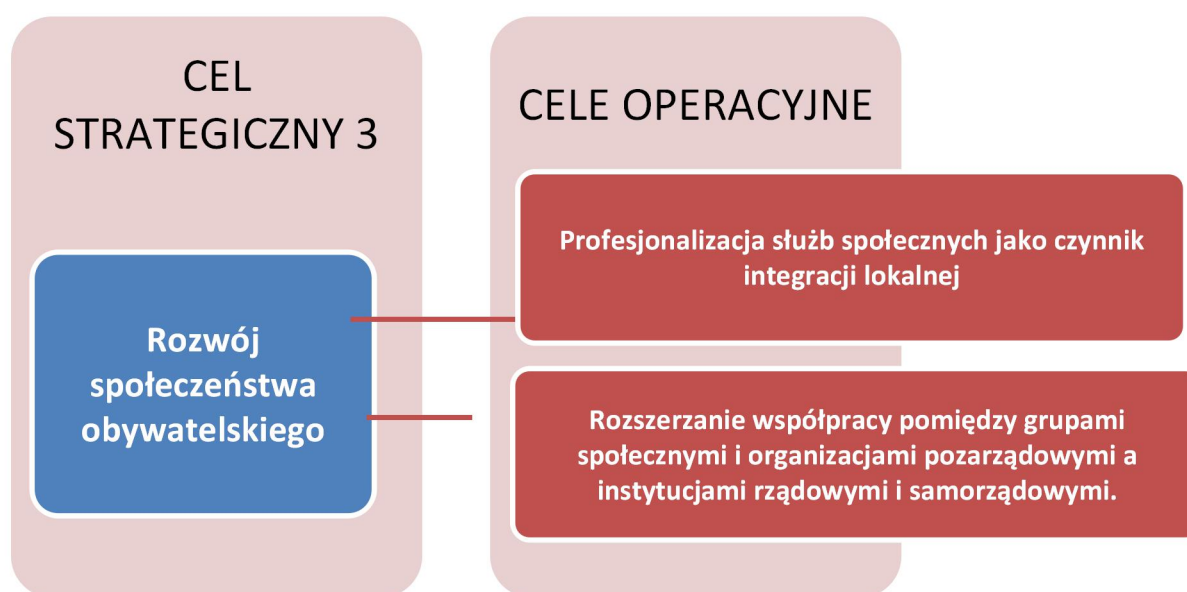 CEL
STRATEGICZNY 3
Rozwój
społeczeństwa
obywatelskiego
CELE OPERACYJNE
Profesjonalizacja służb społecznych jako czynnik
integracji lokalnej
Rozszerzanie współpracy pomiędzy grupami
społecznymi i organizacjami pozarządowymi a
instytucjami rządowymi i samorządowymi.